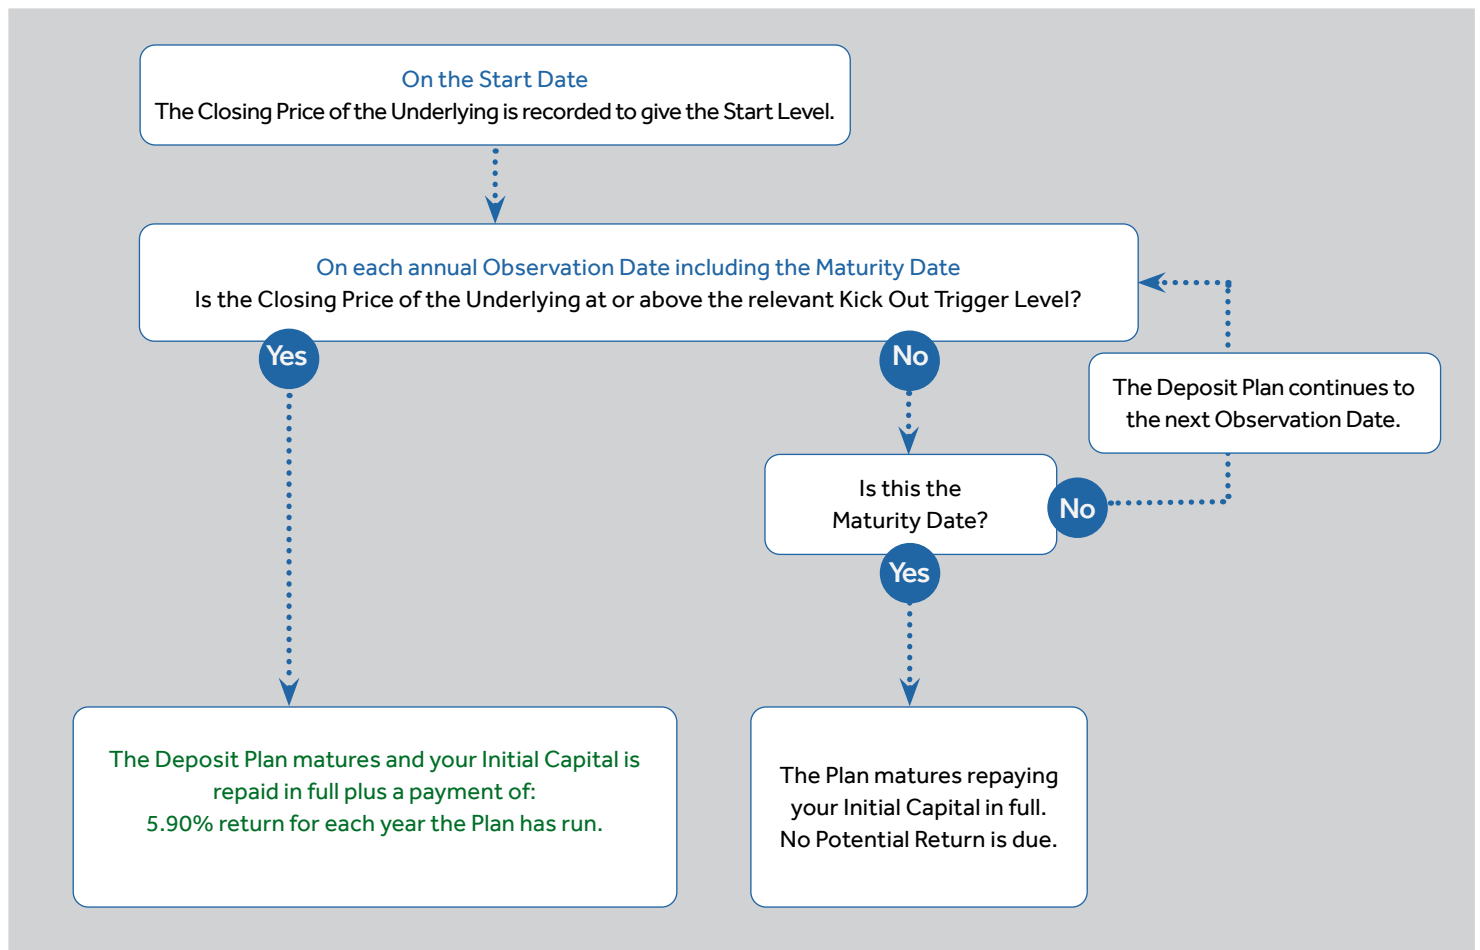 On the Start Date
The Closing Price of the Underlying is recorded to give the Start Level.
On each annual Observation Date including the Maturity Date
Is the Closing Price of the Underlying at or above the relevant Kick Out Trigger Level?
Yes
No
The Deposit Plan continues to
the next Observation Date.
Is this the
Maturity Date?
No
Yes
The Deposit Plan matures and your Initial Capital is
repaid in full plus a payment of:
5.90% return for each year the Plan has run.
The Plan matures repaying
your Initial Capital in full.
No Potential Return is due.